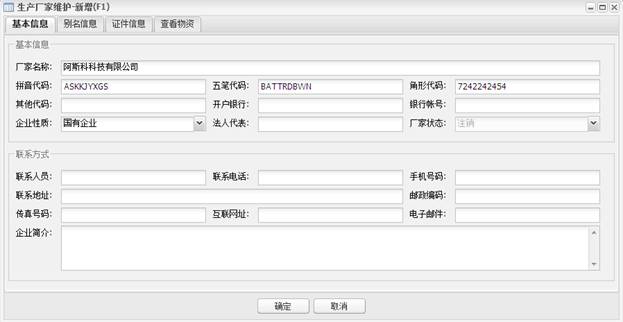 生产厂家维护-新增(F1)
基本信息 别名信息 证件信息 查看物资
基本信息
厂家名称: 阿斯科科技有限公司
拼音代码: ASKKJYXGS 五笔代码: BATTRDBWN 角形代码: 7242242454
其他代码: 开户银行: 银行帐号:
企业性质: 国有企业 法人代表: 厂家状态: 注销
联系方式
联系人员: 联系电话: 手机号码:
联系地址: 邮政编码:
传真号码: 互联网址: 电子邮件:
企业简介:
确定 取消